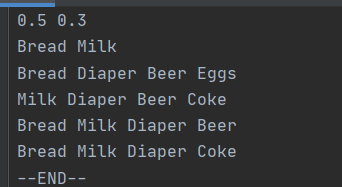 0.5 0.3
Bread Milk
Bread Diaper Beer Eggs
Milk Diaper Beer Coke
Bread Milk Diaper Beer
Bread Milk Diaper Coke
--END--